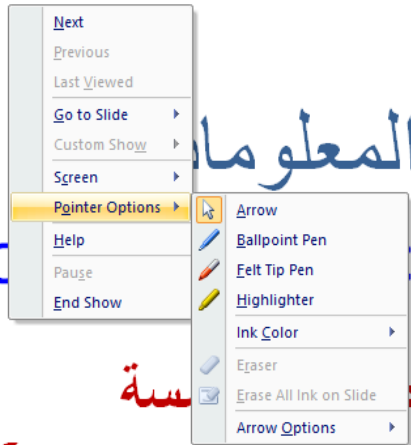 Next
Previous
Last Viewed
Go to Slide
Custom Show
Screen
Pointer Options
Help
Pause
End Show
Arrow
Ballpoint Pen
Felt Tip Pen
Highlighter
Ink Color
Eraser
Erase All Ink on Slide
Arrow Options